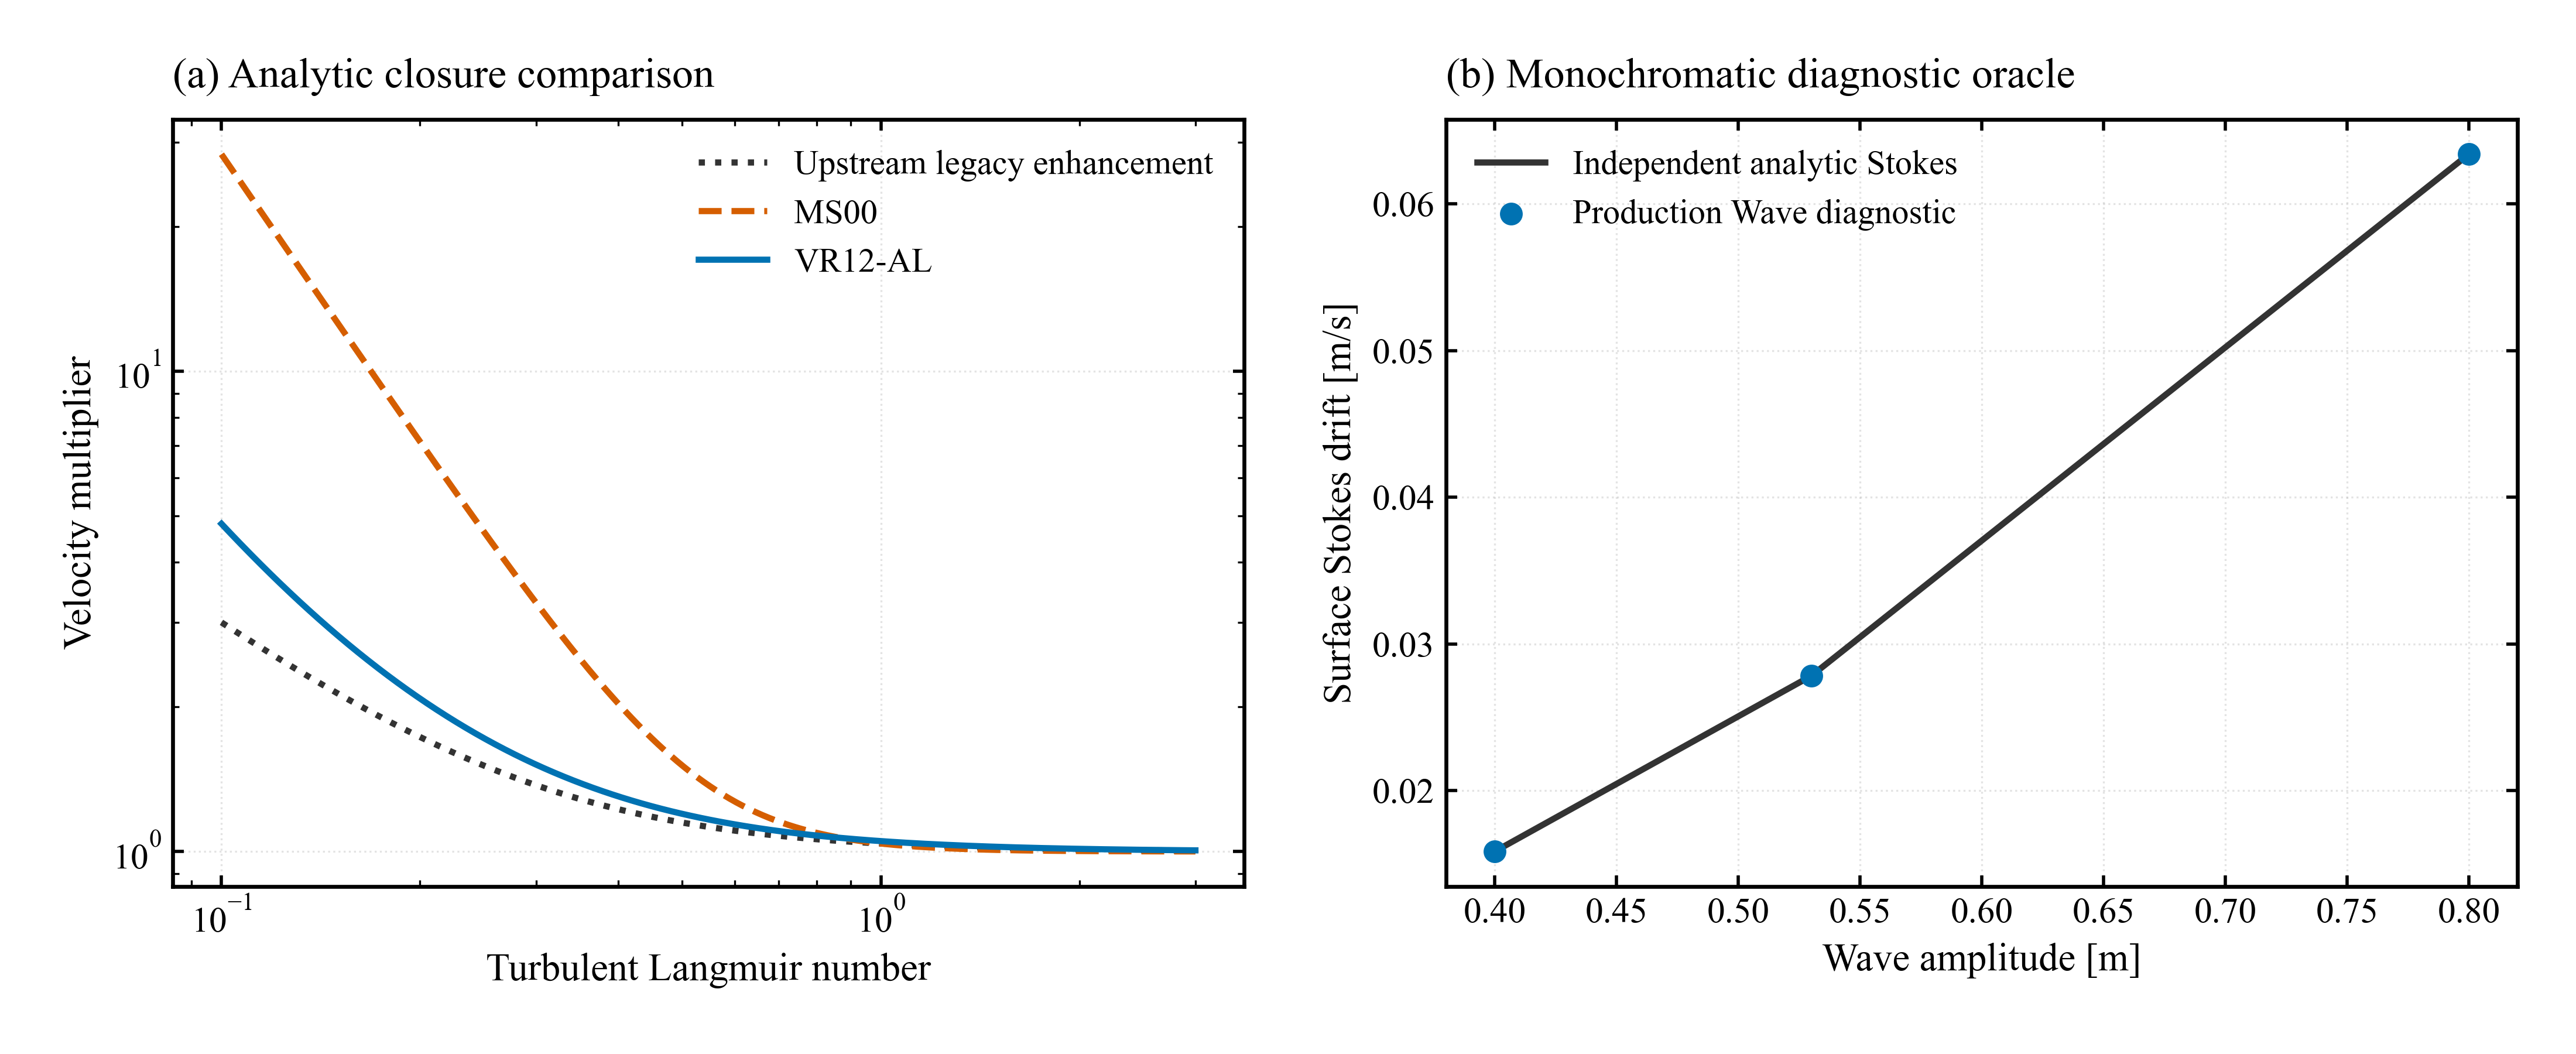 (a) Analytic closure comparison
Upstream legacy enhancement
MS00
VR12-AL
Velocity multiplier
10^1
10^0
10^−1
10^0
Turbulent Langmuir number
(b) Monochromatic diagnostic oracle
Independent analytic Stokes
Production Wave diagnostic
Surface Stokes drift [m/s]
0.06
0.05
0.04
0.03
0.02
0.40 0.45 0.50 0.55 0.60 0.65 0.70 0.75 0.80
Wave amplitude [m]